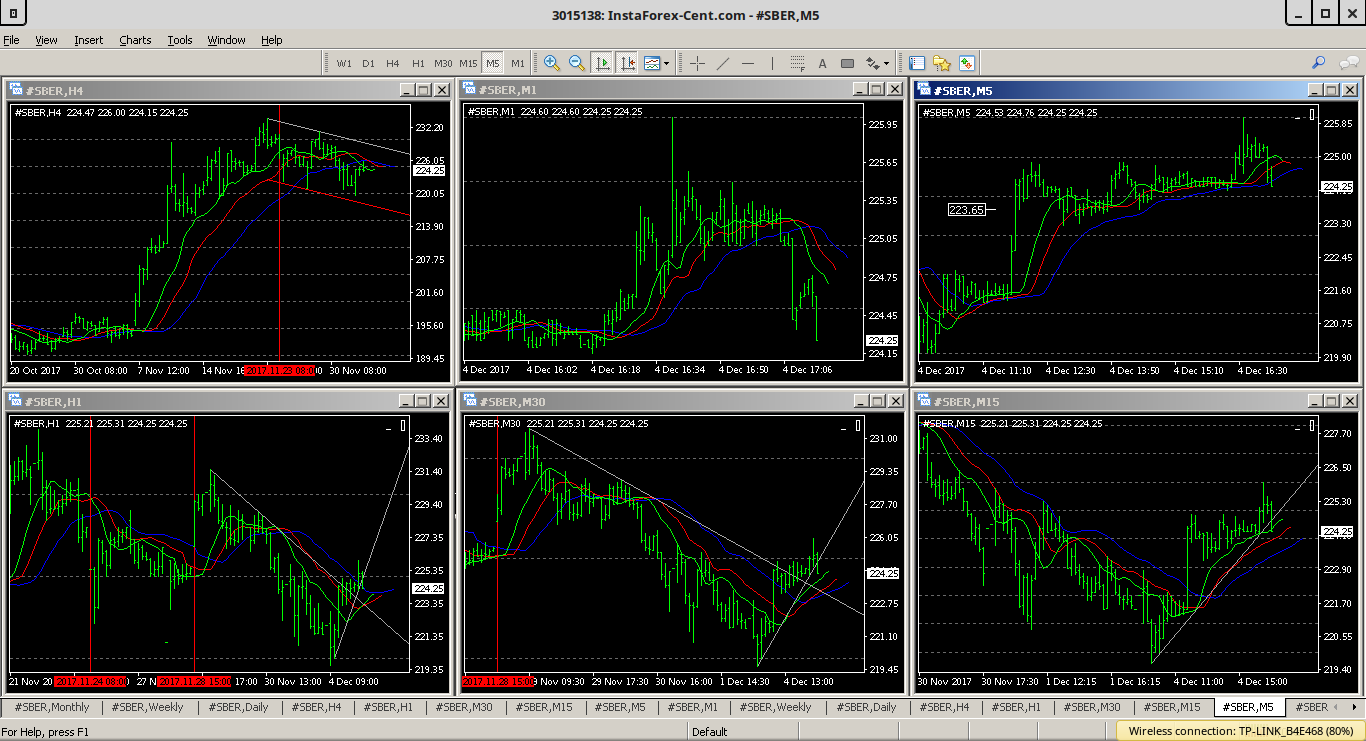 3015138: InstaForex-Cent.com - #SBER,M5
File View Insert Charts Tools Window Help
W1 D1 H4 H1 M30 M15 M5 M1
#SBER,H4
#SBER,H4 224.47 226.00 224.15 224.25
232.20
226.05
224.25
220.05
213.90
207.75
201.60
195.60
189.45
20 Oct 2017 30 Oct 08:00 7 Nov 12:00 14 Nov 16 2017.11.23 08:00 30 Nov 08:00
#SBER,M1
#SBER,M1 224.60 224.60 224.25 224.25
225.95
225.65
225.35
225.05
224.75
224.45
224.25
224.15
4 Dec 2017 4 Dec 16:02 4 Dec 16:18 4 Dec 16:34 4 Dec 16:50 4 Dec 17:06
#SBER,M5
#SBER,M5 224.53 224.76 224.25 224.25
223.65
225.85
225.00
224.25
223.30
222.45
221.60
220.75
219.90
4 Dec 2017 4 Dec 11:10 4 Dec 12:30 4 Dec 13:50 4 Dec 15:10 4 Dec 16:30
#SBER,H1
#SBER,H1 225.21 225.31 224.25 224.25
233.40
231.40
229.40
227.35
225.35
224.25
223.35
221.35
219.35
21 Nov 20 2017.11.24 08:00 27 N 2017.11.28 15:00 17:00 30 Nov 13:00 4 Dec 09:00
#SBER,M30
#SBER,M30 225.21 225.31 224.25 224.25
231.00
229.35
227.70
226.05
224.25
222.75
221.10
219.45
2017.11.28 15:00 9 Nov 09:30 29 Nov 17:30 30 Nov 16:00 1 Dec 14:30 4 Dec 13:00
#SBER,M15
#SBER,M15 225.21 225.31 224.25 224.25
227.70
226.50
225.30
224.25
222.90
221.70
220.55
219.40
30 Nov 2017 30 Nov 17:30 1 Dec 12:15 1 Dec 16:15 4 Dec 11:00 4 Dec 15:00
#SBER,Monthly #SBER,Weekly #SBER,Daily #SBER,H4 #SBER,H1 #SBER,M30 #SBER,M15 #SBER,M5 #SBER,M1 #SBER,Weekly #SBER,Daily #SBER,H4 #SBER,H1 #SBER,M30 #SBER,M15 #SBER,M5 #SBER
For Help, press F1 Default Wireless connection: TP-LINK_B4E468 (80%)